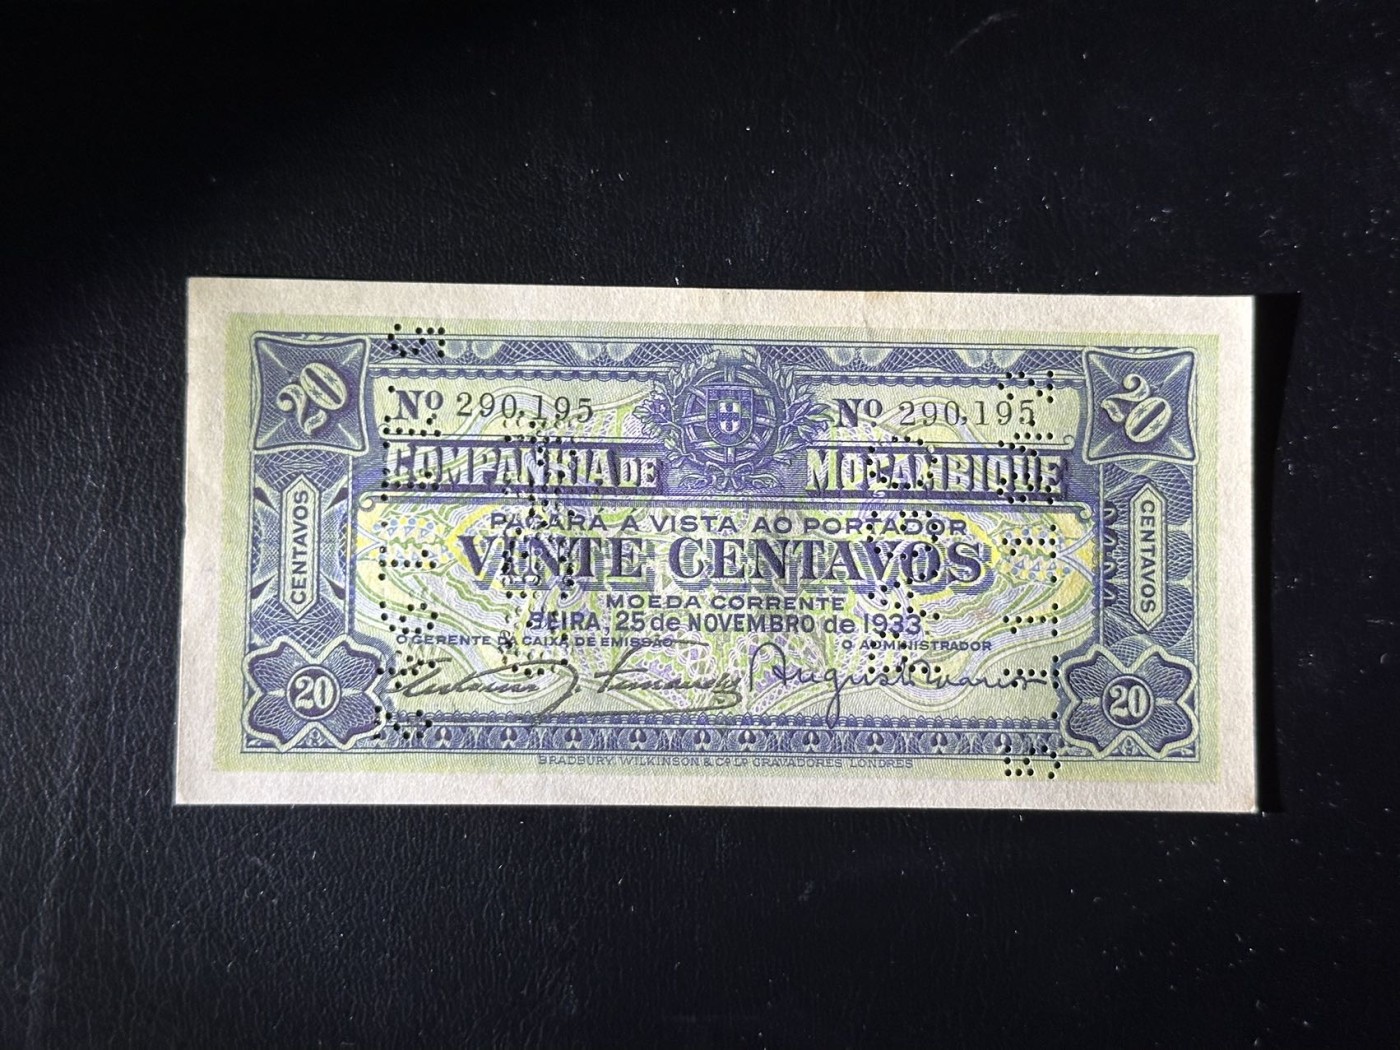 20 20
Nº 290,195 Nº 290,195
COMPANHIA DE MOÇAMBIQUE
PAGARÁ Á VISTA AO PORTADOR
CENTAVOS VINTE CENTAVOS CENTAVOS
MOEDA CORRENTE
BEIRA, 25 de NOVEMBRO de 1933
O GERENTE DA CAIXA DE EMISSÃO O ADMINISTRADOR
20 20
BRADBURY, WILKINSON & Cº Lᴰ GRAVADORES LONDRES